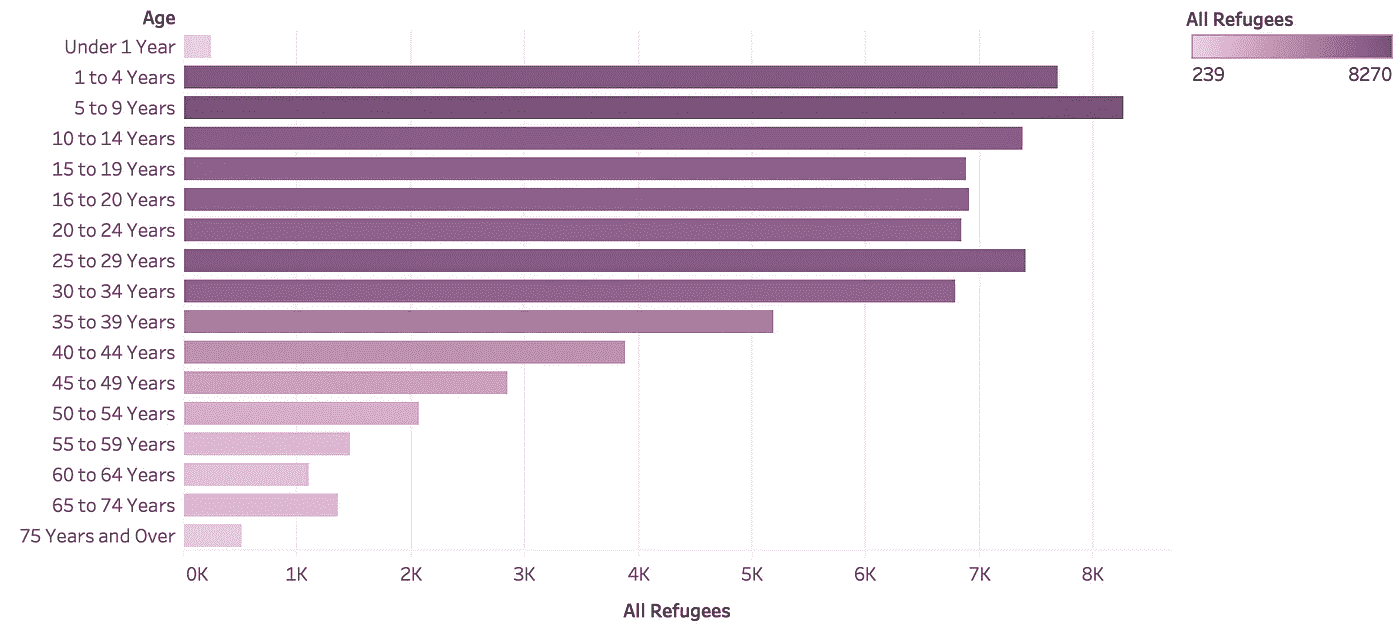 Age
Under 1 Year
1 to 4 Years
5 to 9 Years
10 to 14 Years
15 to 19 Years
16 to 20 Years
20 to 24 Years
25 to 29 Years
30 to 34 Years
35 to 39 Years
40 to 44 Years
45 to 49 Years
50 to 54 Years
55 to 59 Years
60 to 64 Years
65 to 74 Years
75 Years and Over
0K 1K 2K 3K 4K 5K 6K 7K 8K
All Refugees
All Refugees
239 8270